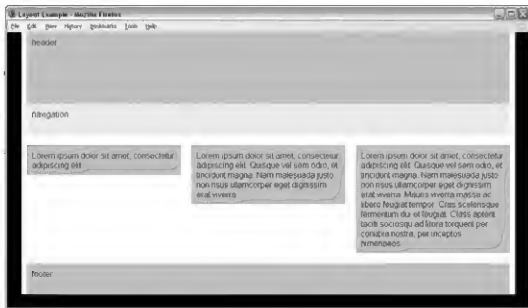 Layout Example - Mozilla Firefox
File Edit View History Bookmarks Tools Help
header
navigation
Lorem ipsum dolor sit amet, consectetur
adipiscing elit.
Lorem ipsum dolor sit amet, consectetur
adipiscing elit. Quisque vel sem odio, et
tincidunt magna. Nam malesuada justo
non risus ullamcorper eget dignissim
erat viverra.
Lorem ipsum dolor sit amet, consectetur
adipiscing elit. Quisque vel sem odio, et
tincidunt magna. Nam malesuada justo
non risus ullamcorper eget dignissim
erat viverra. Mauris viverra massa ac
libero feugiat tempor. Cras scelerisque
fermentum dui et feugiat. Class aptent
taciti sociosqu ad litora torquent per
conubia nostra, per inceptos
himenaeos.
footer